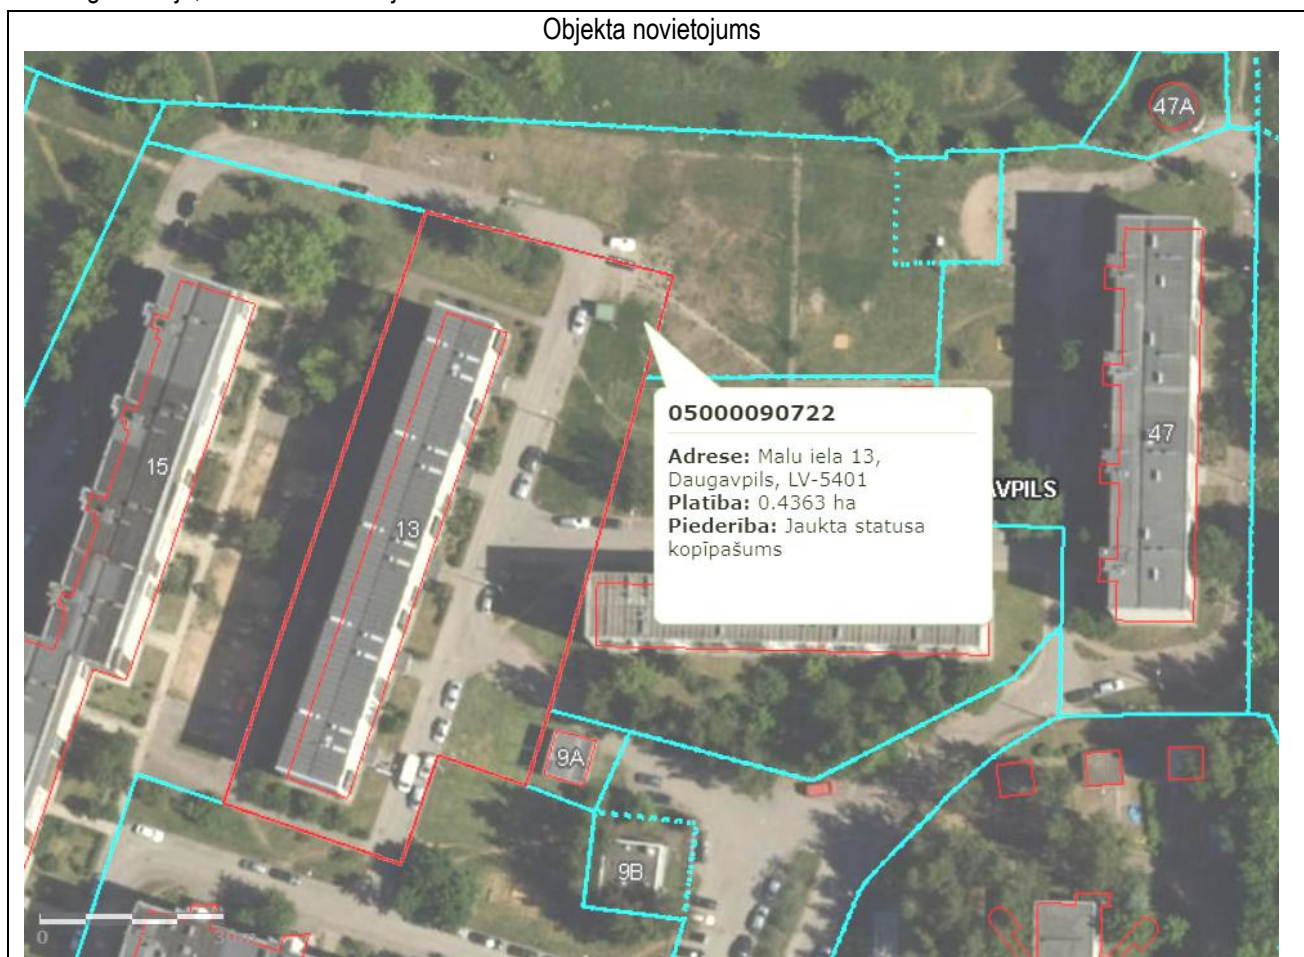 Objekta novietojums
47A
05000090722
Adrese: Malu iela 13,
Daugavpils, LV-5401
Platība: 0.4363 ha
Piederība: Jaukta statusa
kopīpašums
15
13
47
AVPILS
9A
9B
0